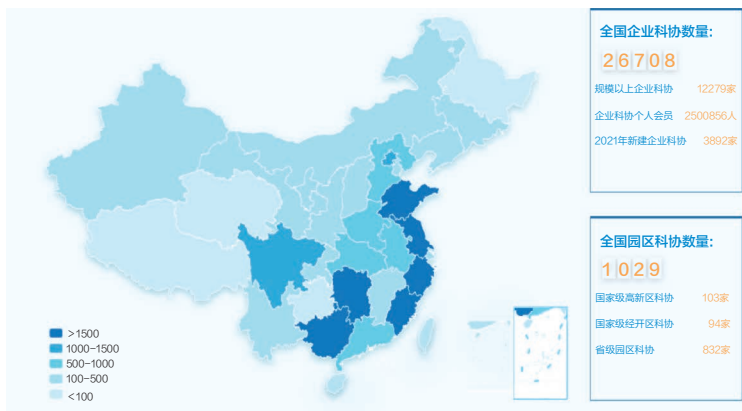 全国企业科协数量:
26708
规模以上企业科协 12279家
企业科协个人会员 2500856人
2021年新建企业科协 3892家
全国园区科协数量:
1029
国家级高新区科协 103家
国家级经开区科协 94家
省级园区科协 832家
>1500
1000-1500
500-1000
100-500
<100